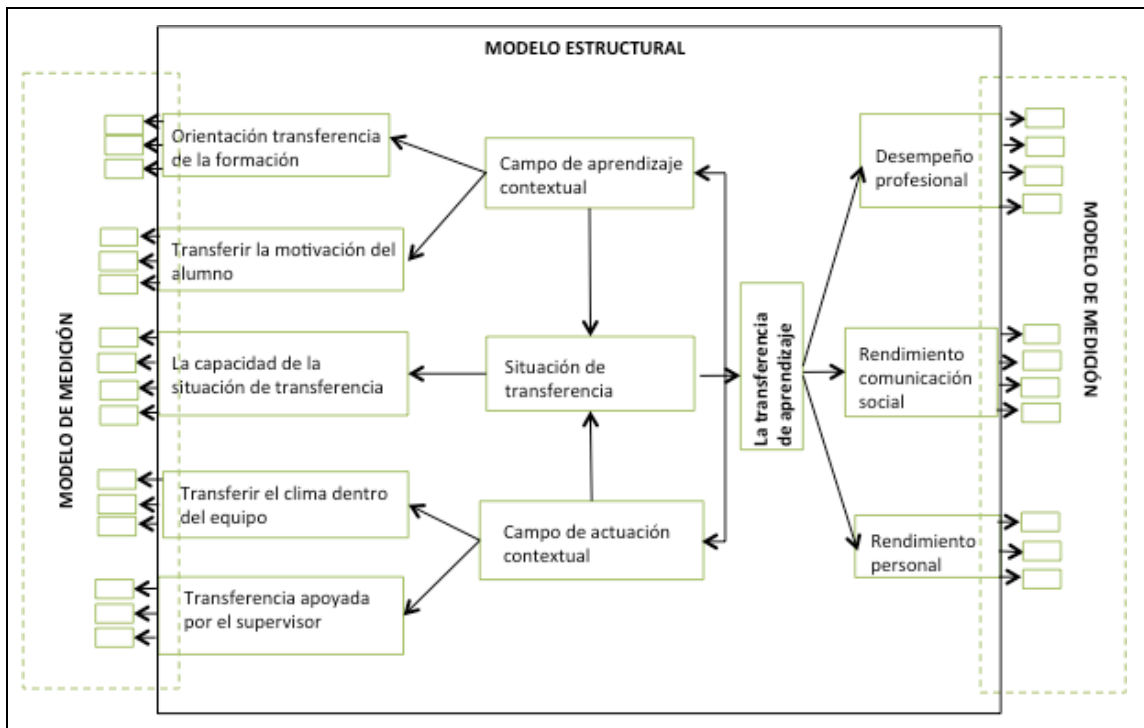 MODELO ESTRUCTURAL
MODELO DE MEDICIÓN
Orientación transferencia
de la formación
Transferir la motivación del
alumno
La capacidad de la
situación de transferencia
Transferir el clima dentro
del equipo
Transferencia apoyada
por el supervisor
Campo de aprendizaje
contextual
Situación de
transferencia
Campo de actuación
contextual
La transferencia
de aprendizaje
Desempeño
profesional
Rendimiento
comunicación
social
Rendimiento
personal
MODELO DE MEDICIÓN